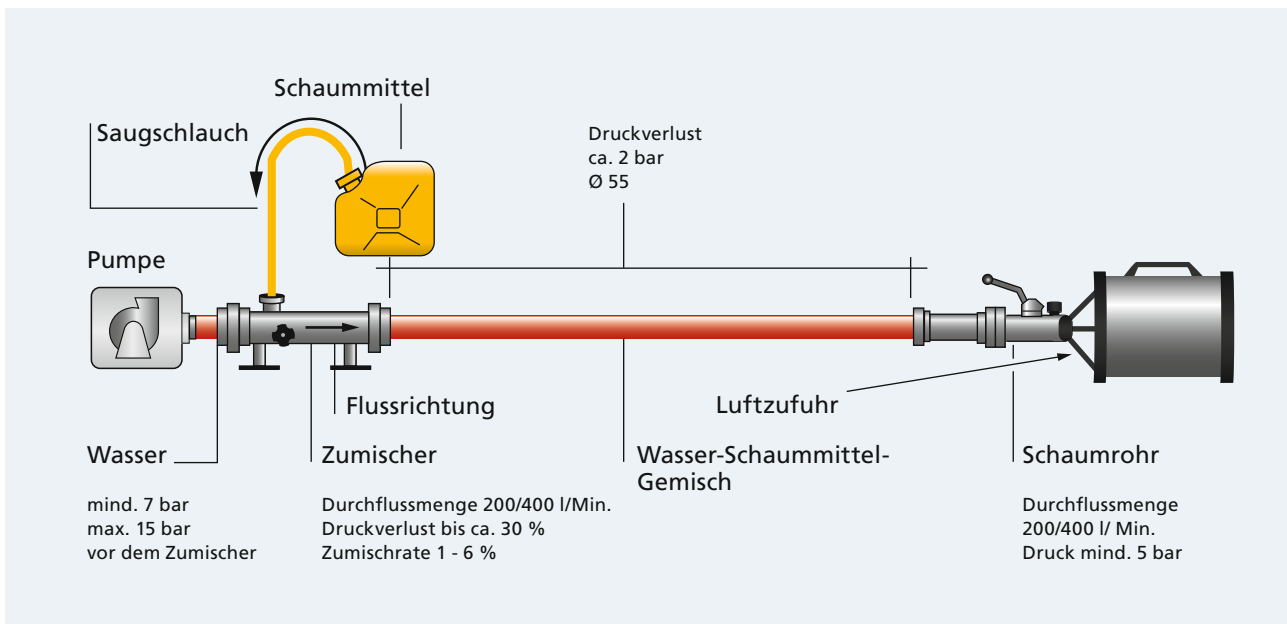 Schaummittel
Saugschlauch
Druckverlust
ca. 2 bar
Ø 55
Pumpe
Flussrichtung
Luftzufuhr
Wasser
mind. 7 bar
max. 15 bar
vor dem Zumischer
Zumischer
Durchflussmenge 200/400 l/Min.
Druckverlust bis ca. 30 %
Zumischrate 1 - 6 %
Wasser-Schaummittel-
Gemisch
Schaumrohr
Durchflussmenge
200/400 l/ Min.
Druck mind. 5 bar